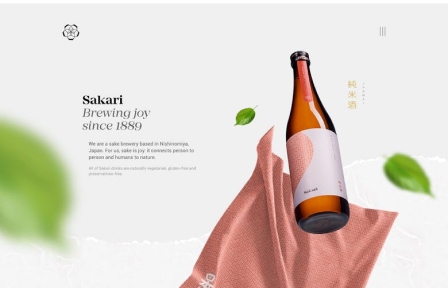 Sakari
Brewing joy
since 1889
We are a sake brewery based in Nishinomiya,
Japan. For us, sake is joy: it connects person to
person and humans to nature.
All of Sakari drinks are naturally vegetarian, gluten-free and
preservatives free.
純米酒